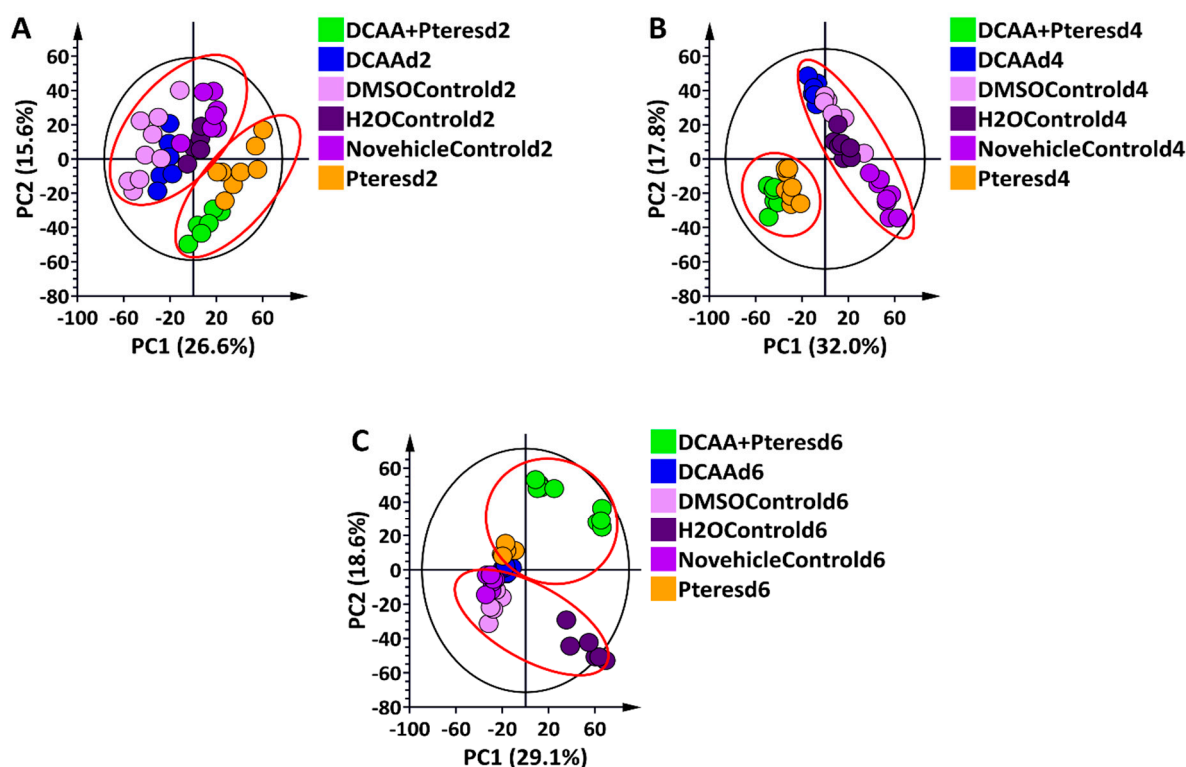 A
DCAA+Pteresd2
DCAAd2
DMSOControld2
H2OControld2
NovehicleControld2
Pteresd2
60
40
20
0
-20
-40
-60
-80
PC2 (15.6%)
-100 -60 -20 20 60
PC1 (26.6%)
B
DCAA+Pteresd4
DCAAd4
DMSOControld4
H2OControld4
NovehicleControld4
Pteresd4
60
40
20
0
-20
-40
-60
-80
PC2 (17.8%)
-100 -60 -20 20 60
PC1 (32.0%)
C
DCAA+Pteresd6
DCAAd6
DMSOControld6
H2OControld6
NovehicleControld6
Pteresd6
60
40
20
0
-20
-40
-60
-80
PC2 (18.6%)
-100 -60 -20 20 60
PC1 (29.1%)